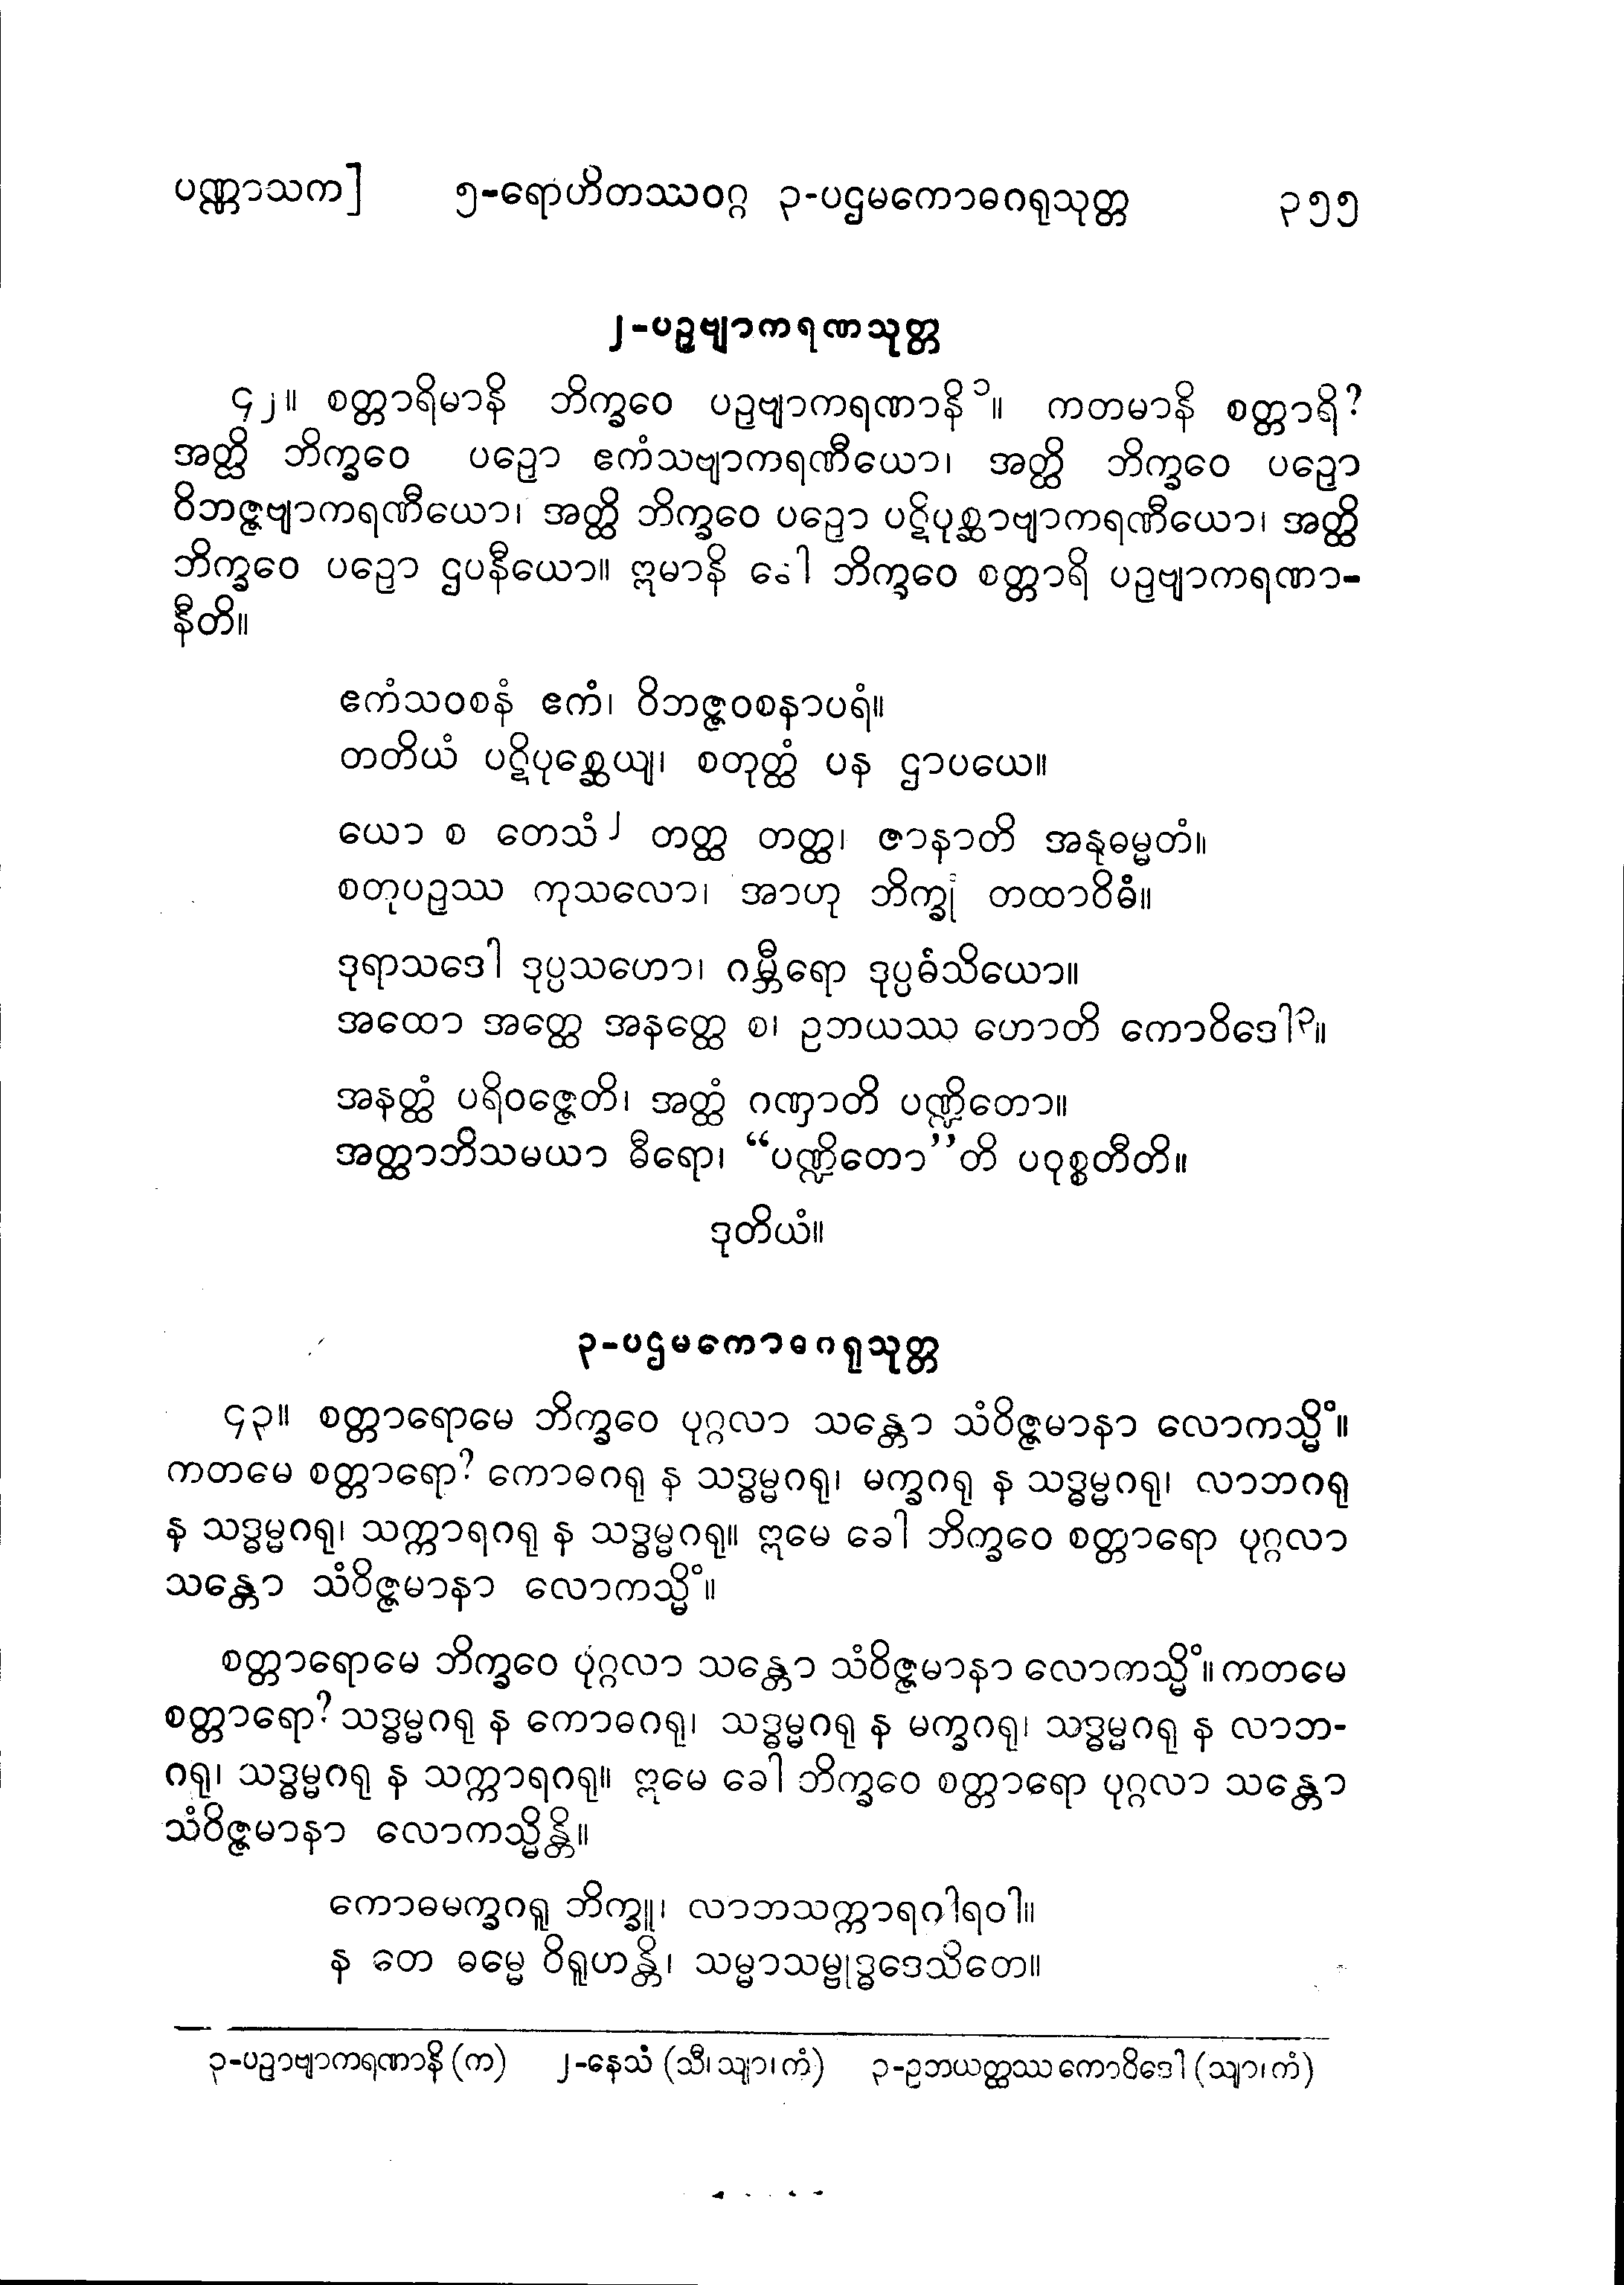 ပဏ္ဏာသက] ၅-ရောဟိတဿဝဂ္ဂ ၃-ပဌမကောဓဂရုသုတ္တ ၃၅၅
၂-ပဉှဗျာကရဏသုတ္တ
၄၂။ စတ္တာရိမာနိ ဘိက္ခဝေ ပဉှဗျာကရဏာနိ ၁။ ကတမာနိ စတ္တာရိ?
အတ္ထိ ဘိက္ခဝေ ပဉှော ဧကံသဗျာကရဏီယော၊ အတ္ထိ ဘိက္ခဝေ ပဉှော
ဝိဘဇ္ဇဗျာကရဏီယော၊ အတ္ထိ ဘိက္ခဝေ ပဉှော ပဋိပုစ္ဆာဗျာကရဏီယော၊ အတ္ထိ
ဘိက္ခဝေ ပဉှော ဌပနီယော။ ဣမာနိ ခေါ ဘိက္ခဝေ စတ္တာရိ ပဉှဗျာကရဏာ-
နီတိ။
ဧကံသဝစနံ ဧကံ၊ ဝိဘဇ္ဇဝစနာပရံ။
တတိယံ ပဋိပုစ္ဆေယျ၊ စတုတ္ထံ ပန ဌာပယေ။
ယော စ တေသံ ၂ တတ္ထ တတ္ထ၊ ဇာနာတိ အနုဓမ္မတံ။
စတုပဉှဿ ကုသလော၊ အာဟု ဘိက္ခုံ တထာဝိဓံ။
ဒုရာသဒေါ ဒုပ္ပသဟော၊ ဂမ္ဘီရော ဒုပ္ပဓံသိယော။
အထော အတ္ထေ အနတ္ထေ စ၊ ဥဘယဿ ဟောတိ ကောဝိဒေါ ၃။
အနတ္ထံ ပရိဝဇ္ဇေတိ၊ အတ္ထံ ဂဏှာတိ ပဏ္ဍိတော။
အတ္ထာဘိသမယာ ဓီရော၊ “ပဏ္ဍိတော”တိ ပဝုစ္စတီတိ။
ဒုတိယံ။
၃-ပဌမကောဓဂရုသုတ္တ
၄၃။ စတ္တာရောမေ ဘိက္ခဝေ ပုဂ္ဂလာ သန္တော သံဝိဇ္ဇမာနာ လောကသ္မိံ။
ကတမေ စတ္တာရော? ကောဓဂရု န သဒ္ဓမ္မဂရု၊ မက္ခဂရု န သဒ္ဓမ္မဂရု၊ လာဘဂရု
န သဒ္ဓမ္မဂရု၊ သက္ကာရဂရု န သဒ္ဓမ္မဂရု။ ဣမေ ခေါ ဘိက္ခဝေ စတ္တာရော ပုဂ္ဂလာ
သန္တော သံဝိဇ္ဇမာနာ လောကသ္မိံ။
စတ္တာရောမေ ဘိက္ခဝေ ပုဂ္ဂလာ သန္တော သံဝိဇ္ဇမာနာ လောကသ္မိံ။ ကတမေ
စတ္တာရော? သဒ္ဓမ္မဂရု န ကောဓဂရု၊ သဒ္ဓမ္မဂရု န မက္ခဂရု၊ သဒ္ဓမ္မဂရု န လာဘ-
ဂရု၊ သဒ္ဓမ္မဂရု န သက္ကာရဂရု။ ဣမေ ခေါ ဘိက္ခဝေ စတ္တာရော ပုဂ္ဂလာ သန္တော
သံဝိဇ္ဇမာနာ လောကသ္မိန္တိ။
ကောဓမက္ခဂရူ ဘိက္ခူ၊ လာဘသက္ကာရဂါရဝါ။
န တေ ဓမ္မေ ဝိရူဟန္တိ၊ သမ္မာသမ္ဗုဒ္ဓဒေသိတေ။
၃-ပဉှာဗျာကရဏာနိ (က) ၂-နေသံ (သီ၊ သျာ၊ ကံ) ၃-ဥဘယတ္ထဿ ကောဝိဒေါ (သျာ၊ ကံ)